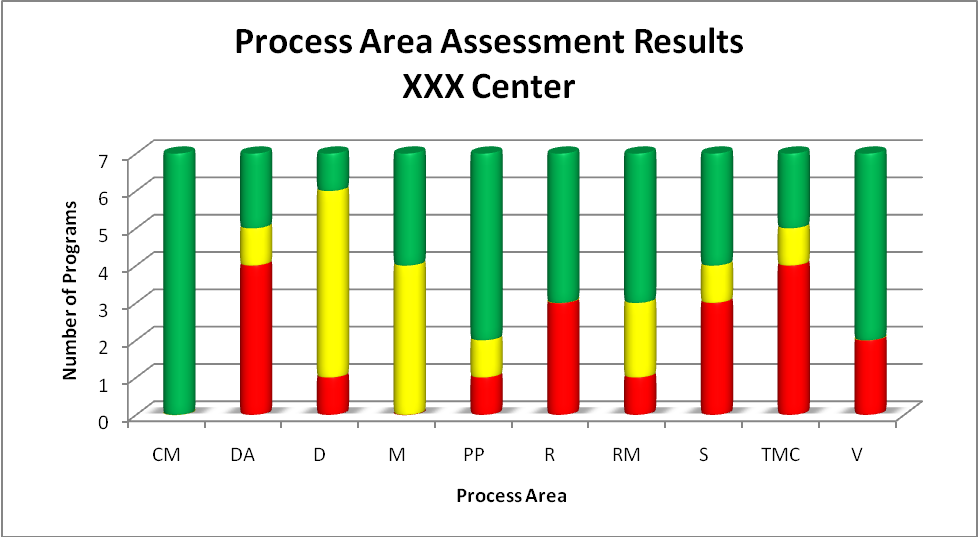 Process Area Assessment Results
XXX Center
Number of Programs
7
6
5
4
3
2
1
0
CM DA D M PP R RM S TMC V
Process Area